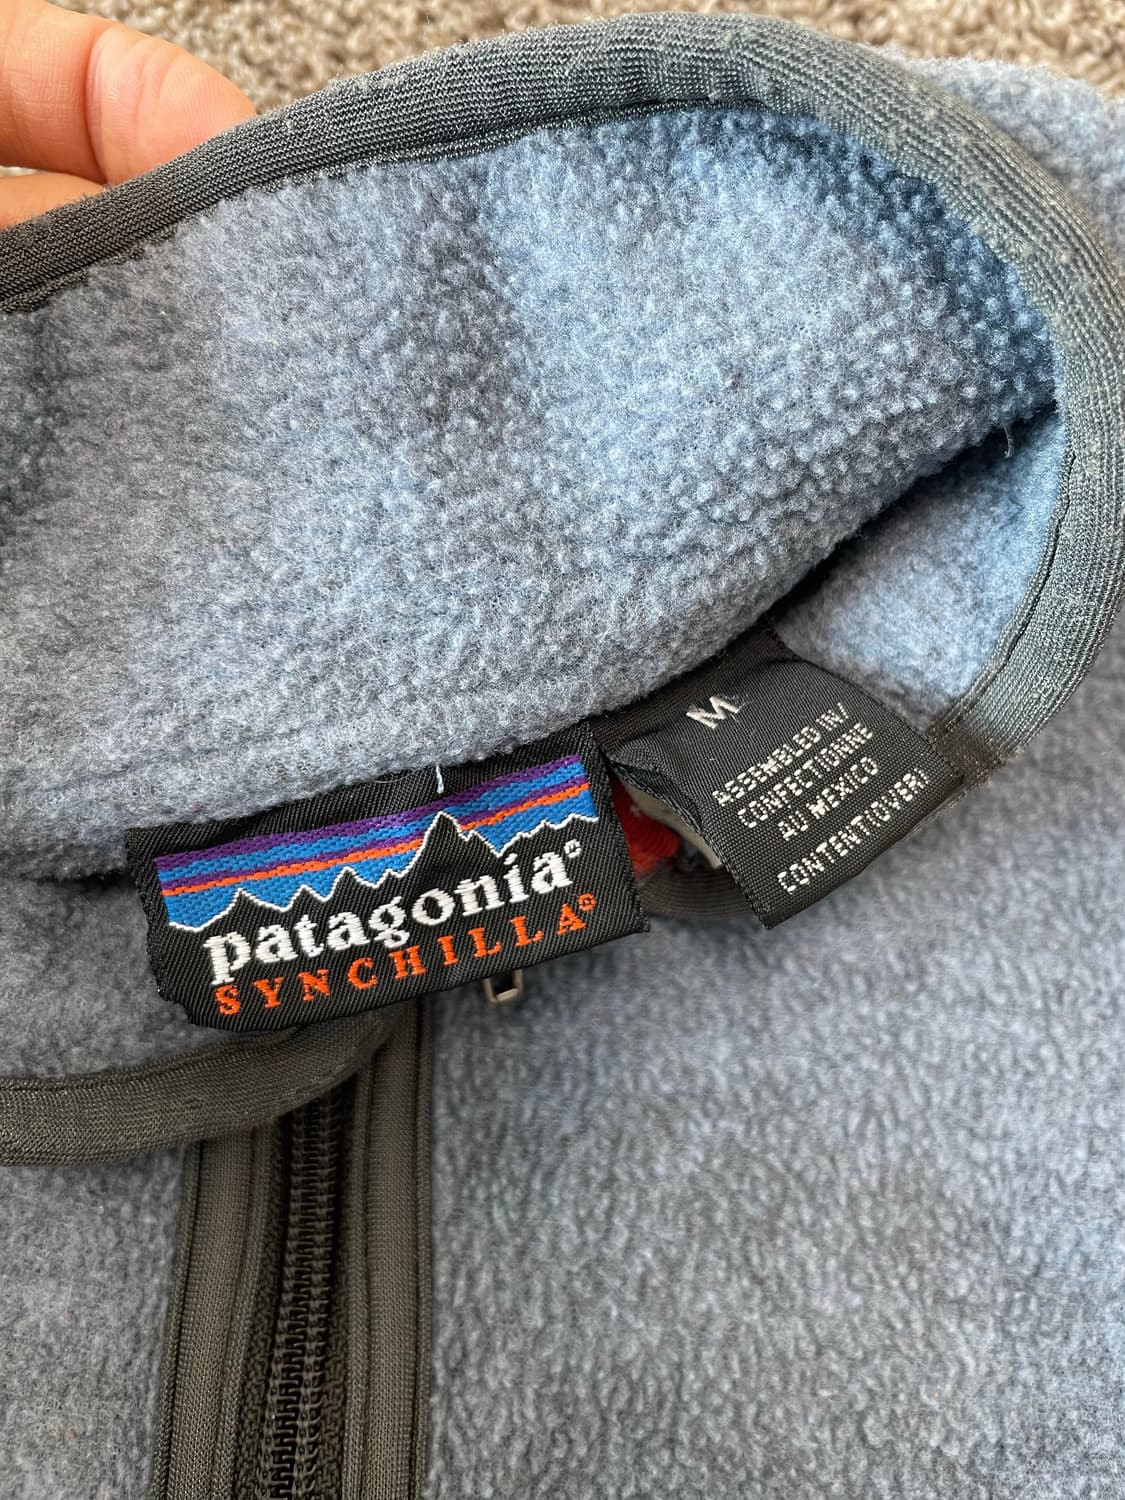 patagonia®
SYNCHILLA®
M
ASSEMBLED IN/
CONFECTIONNE
AU MEXICO
CONTENT(OVER)